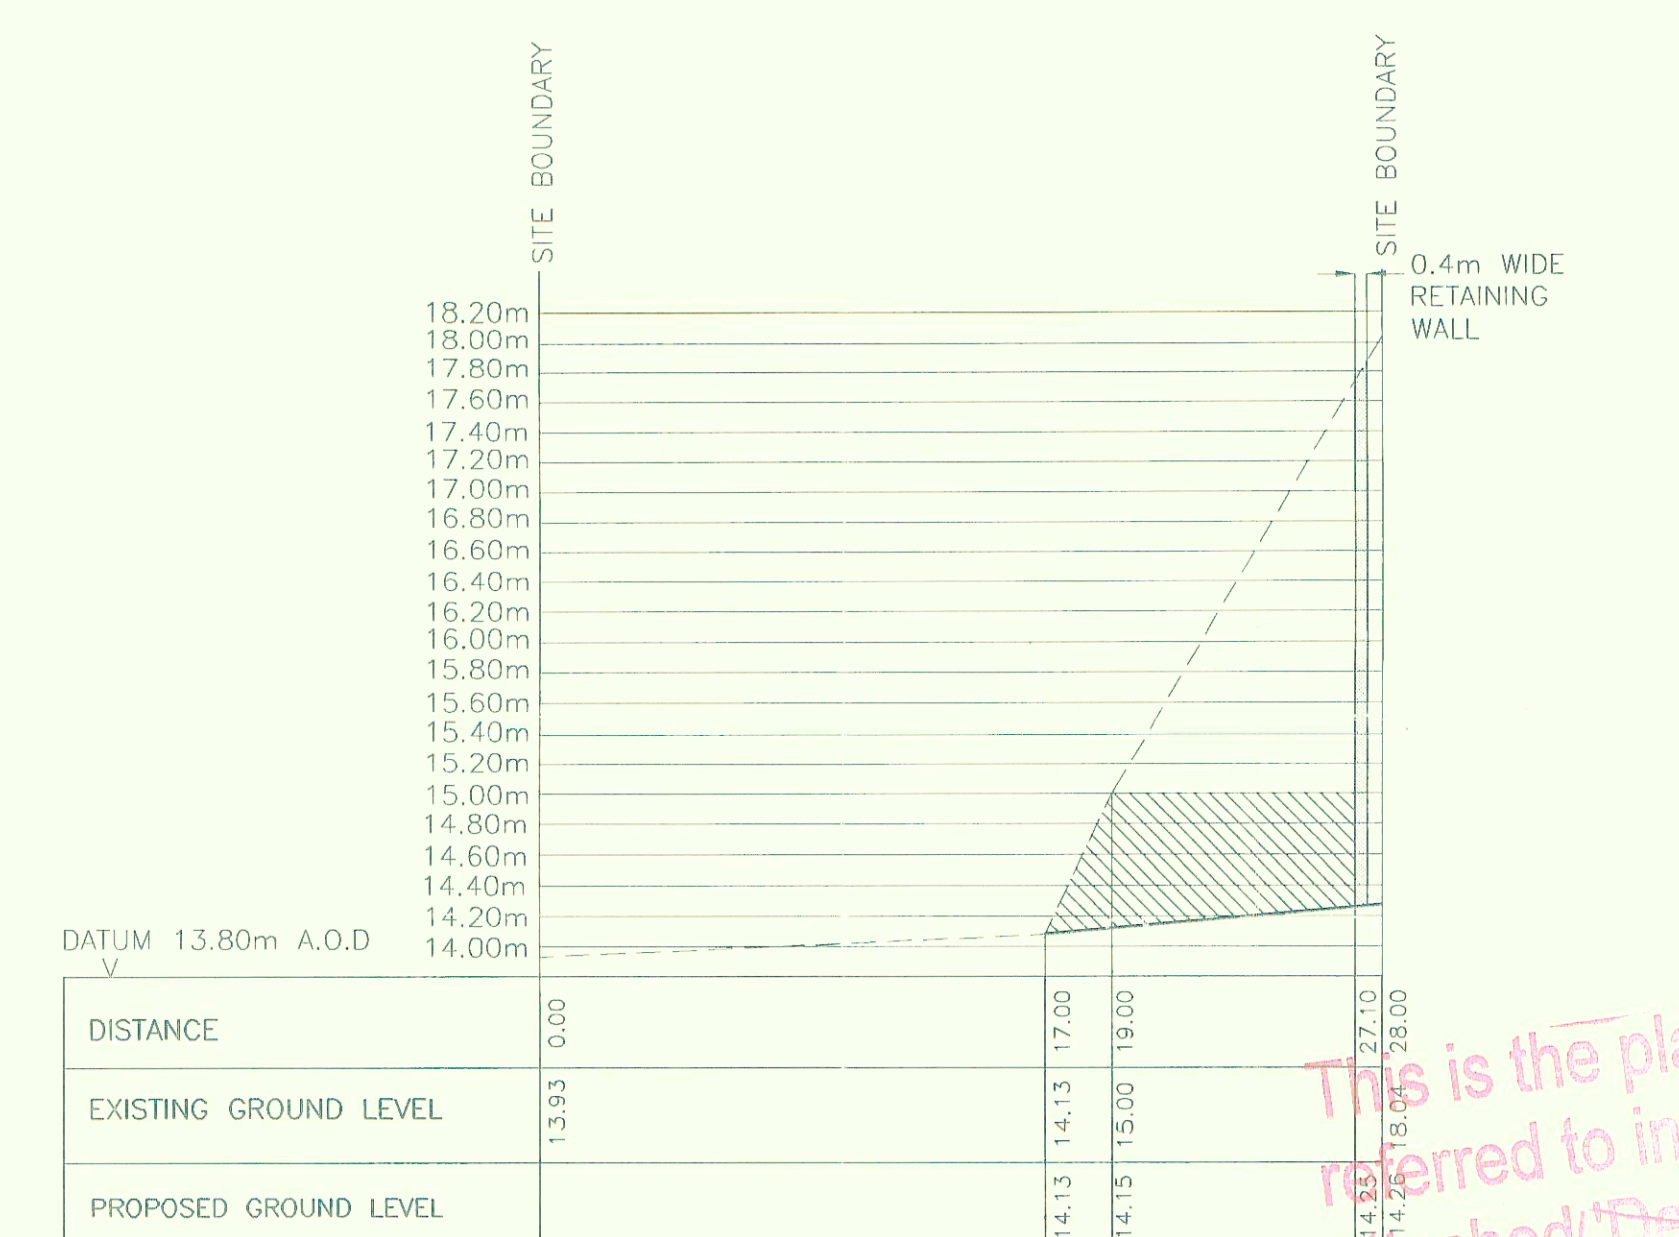 SITE BOUNDARY
SITE BOUNDARY
0.4m WIDE
RETAINING
WALL
18.20m
18.00m
17.80m
17.60m
17.40m
17.20m
17.00m
16.80m
16.60m
16.40m
16.20m
16.00m
15.80m
15.60m
15.40m
15.20m
15.00m
14.80m
14.60m
14.40m
14.20m
14.00m
DATUM 13.80m A.O.D
DISTANCE
0.00
17.00
19.00
27.10
28.00
EXISTING GROUND LEVEL
13.93
14.13
15.00
18.04
PROPOSED GROUND LEVEL
14.13
14.15
14.25
14.26
This is the pla
referred to in